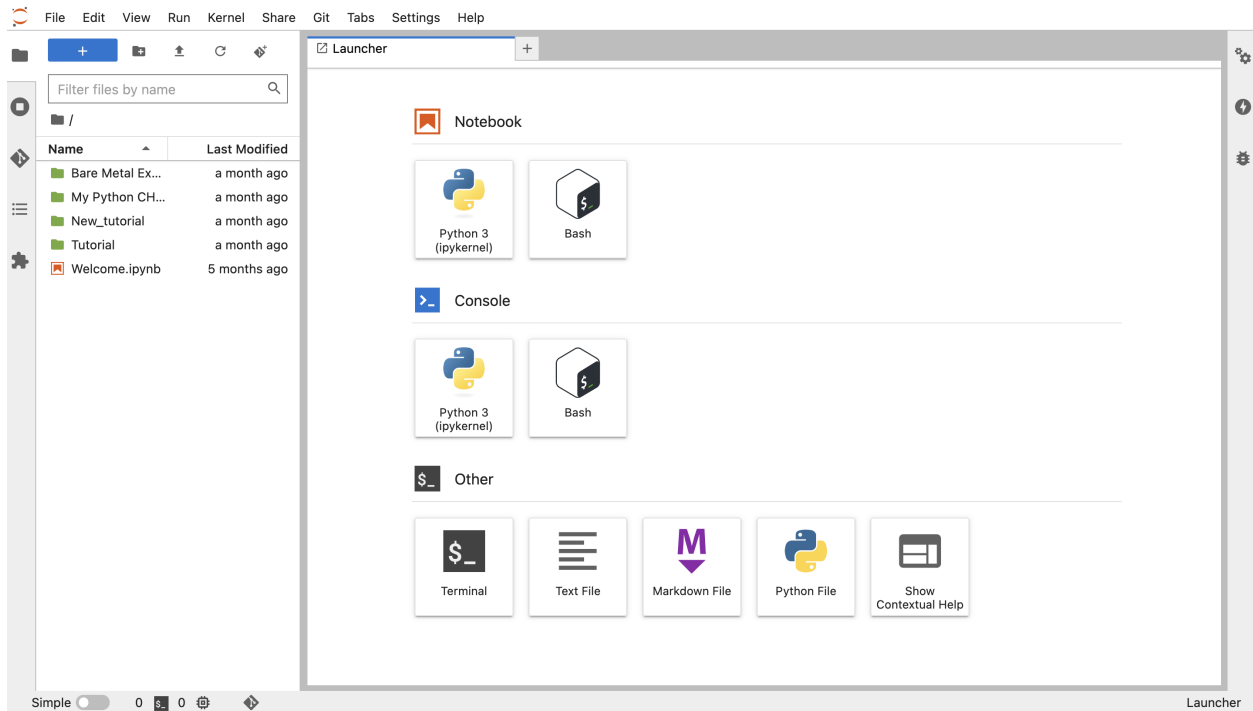 File Edit View Run Kernel Share Git Tabs Settings Help
+
Filter files by name
/
Name Last Modified
Bare Metal Ex... a month ago
My Python CH... a month ago
New_tutorial a month ago
Tutorial a month ago
Welcome.ipynb 5 months ago
Launcher +
Notebook
Python 3
(ipykernel)
$_
Bash
Console
Python 3
(ipykernel)
$_
Bash
$_ Other
$_
Terminal
Text File
M
Markdown File
Python File
Show
Contextual Help
Simple 0 $_ 0 Launcher